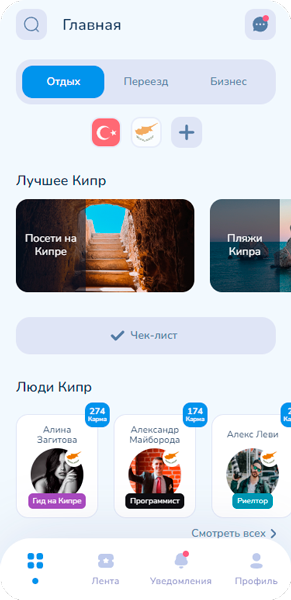 Главная
Отдых Переезд Бизнес
Лучшее Кипр
Посети на
Кипре
Пляжи
Кипра
Чек-лист
Люди Кипр
274
Карма
174
Карма
Алина
Загитова
Александр
Майборода
Алекс Леви
Гид на Кипре
Программист
Риелтор
Смотреть всех
Лента Уведомления Профиль